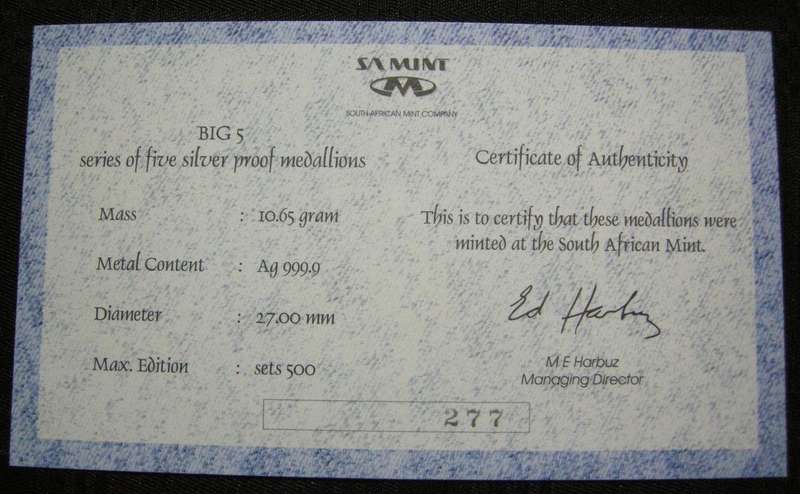 SA MINT
SOUTH AFRICAN MINT COMPANY
BIG 5
series of five silver proof medallions
Mass : 10.65 gram
Metal Content : Ag 999.9
Diameter : 27.00 mm
Max. Edition : sets 500
Certificate of Authenticity
This is to certify that these medallions were
minted at the South African Mint.
Ed Harbuz
M E Harbuz
Managing Director
277